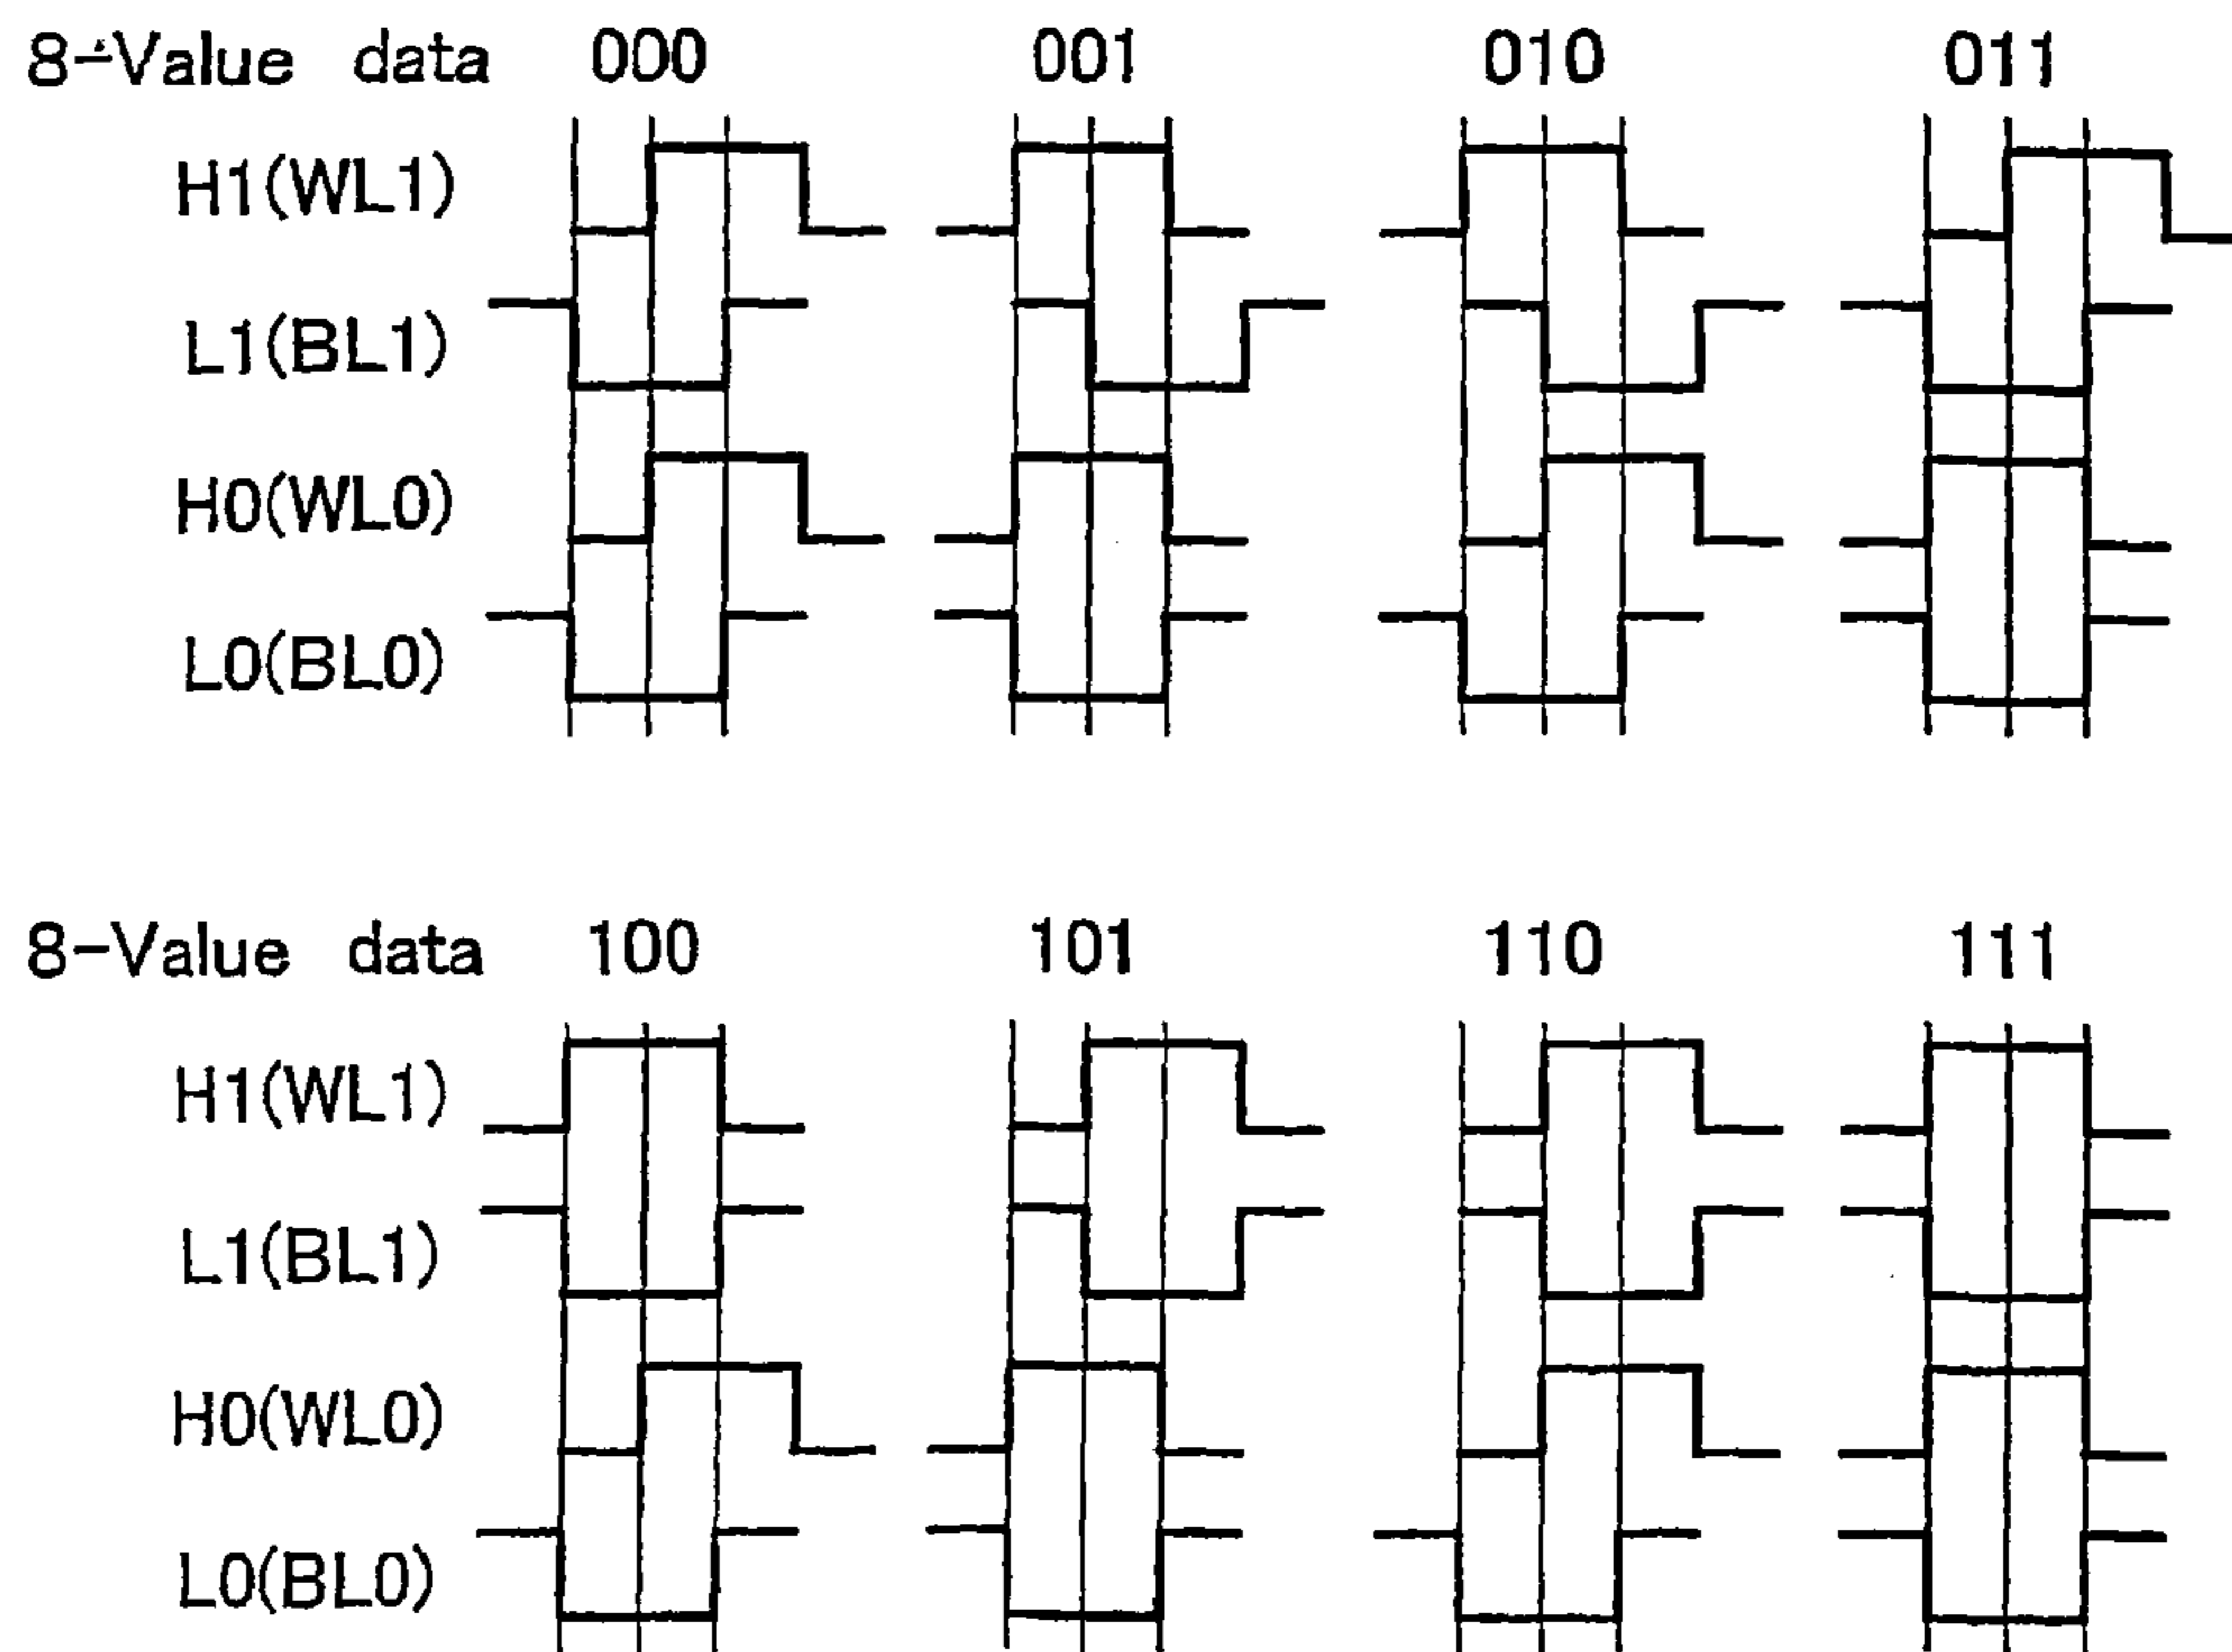 8-Value data 000 001 010 011
H1(WL1)
L1(BL1)
H0(WL0)
L0(BL0)
8-Value data 100 101 110 111
H1(WL1)
L1(BL1)
H0(WL0)
L0(BL0)